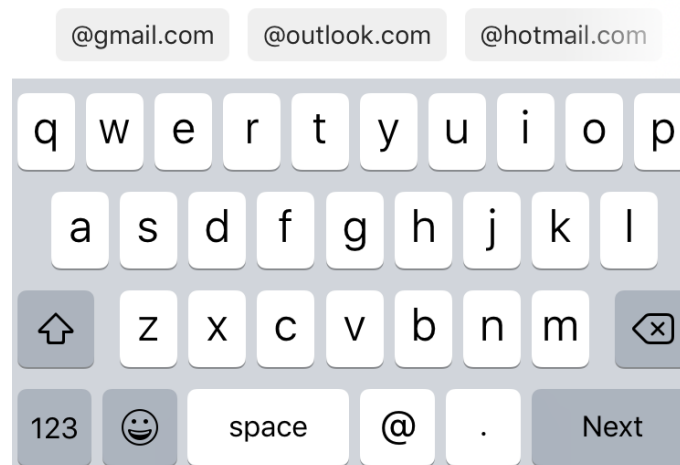 @gmail.com @outlook.com @hotmail.com
q w e r t y u i o p
a s d f g h j k l
z x c v b n m
123 space @ . Next